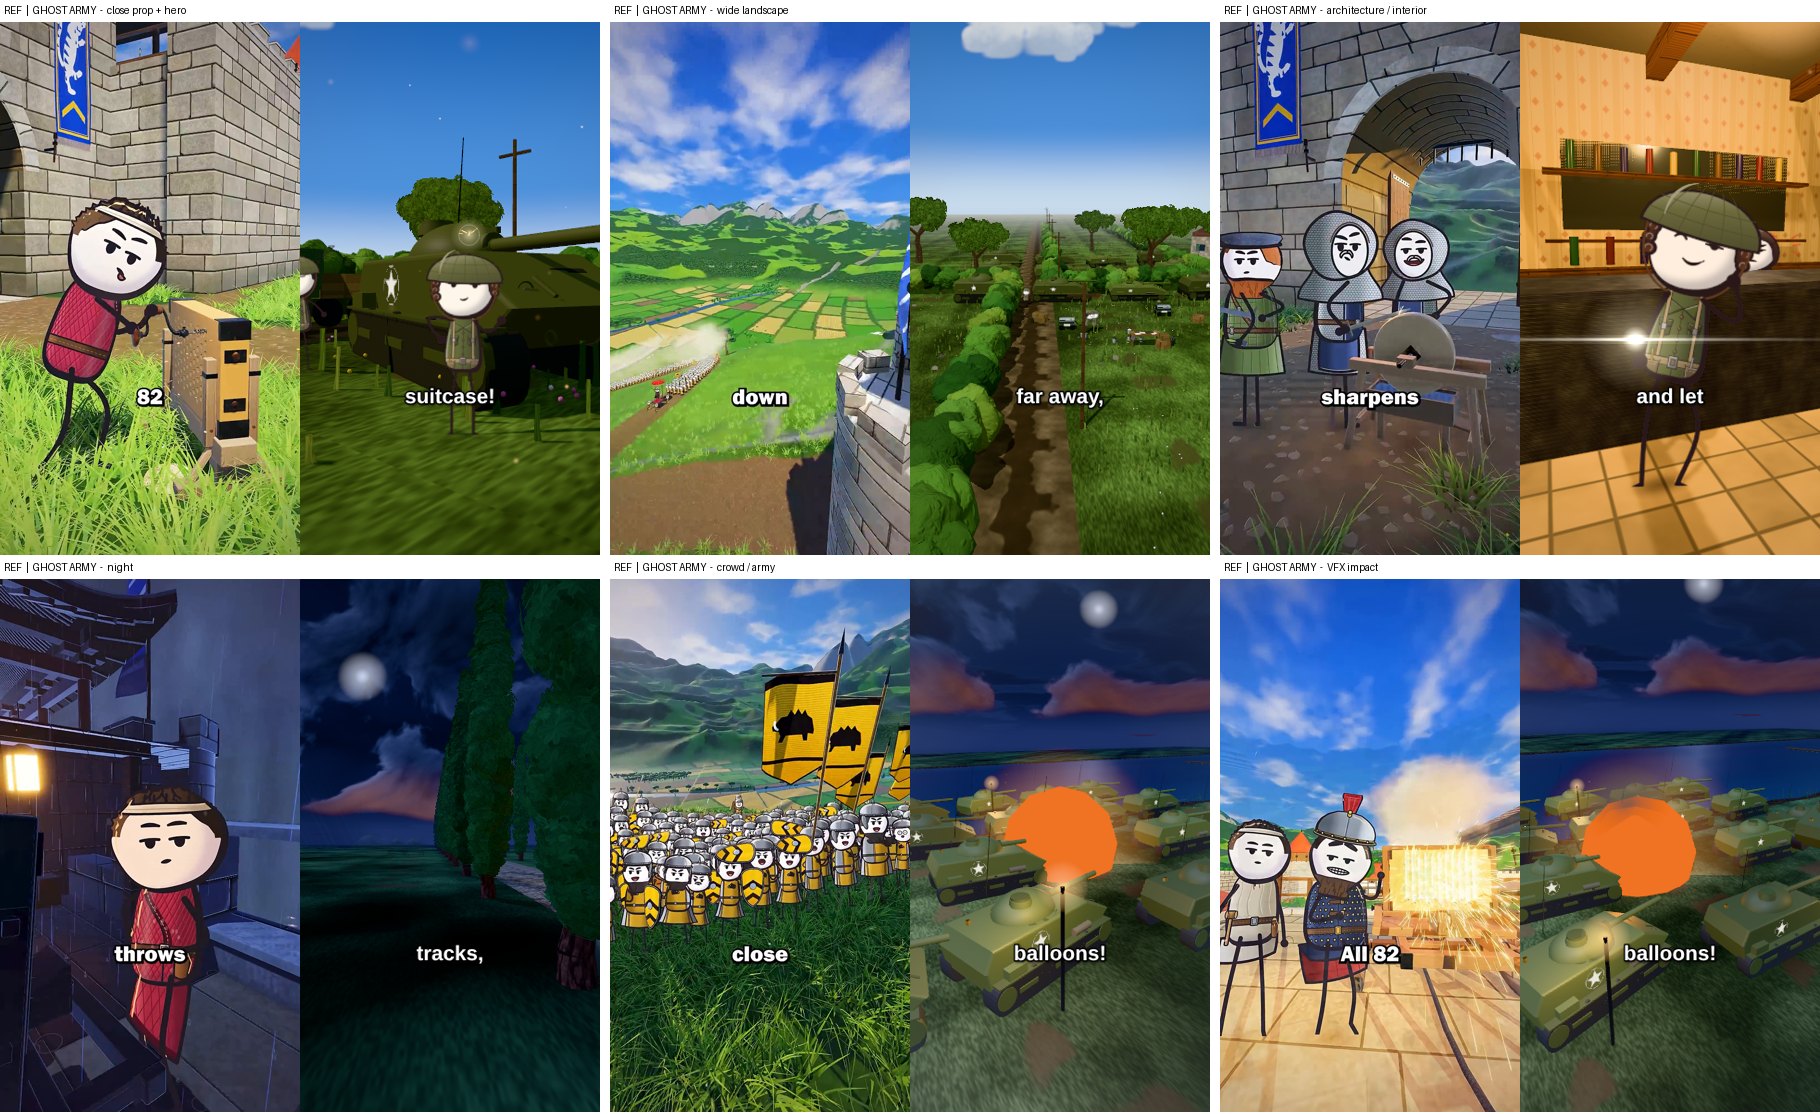 REF | GHOST ARMY - close prop + hero
REF | GHOST ARMY - wide landscape
REF | GHOST ARMY - architecture / interior
82
suitcase!
down
far away,
sharpens
and let
REF | GHOST ARMY - night
REF | GHOST ARMY - crowd / army
REF | GHOST ARMY - VFX impact
throws
tracks,
close
balloons!
All 82
balloons!